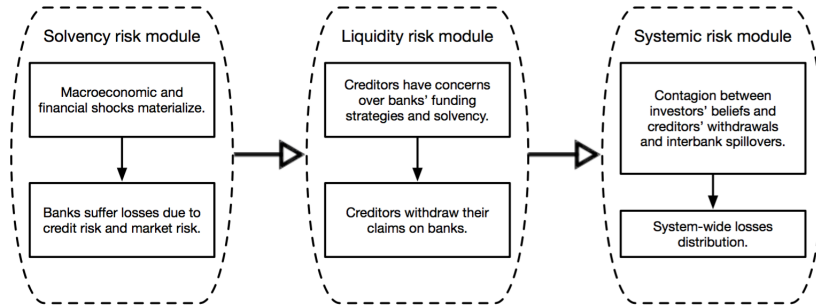 Solvency risk module
Macroeconomic and
financial shocks materialize.
Banks suffer losses due to
credit risk and market risk.
Liquidity risk module
Creditors have concerns
over banks' funding
strategies and solvency.
Creditors withdraw their
claims on banks.
Systemic risk module
Contagion between
investors' beliefs and
creditors' withdrawals
and interbank spillovers.
System-wide losses
distribution.